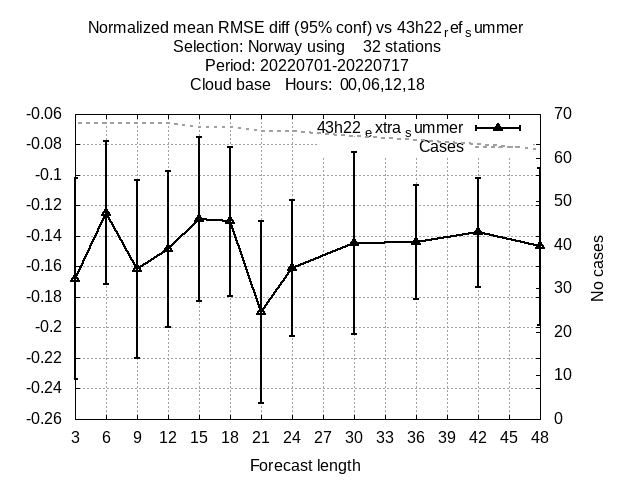 Normalized mean RMSE diff (95% conf) vs 43h22refsummer
Selection: Norway using 32 stations
Period: 20220701-20220717
Cloud base Hours: 00,06,12,18
43h22extrasummer
Cases
-0.06
-0.08
-0.1
-0.12
-0.14
-0.16
-0.18
-0.2
-0.22
-0.24
-0.26
70
60
50
40
30
20
10
0
No cases
3 6 9 12 15 18 21 24 27 30 33 36 39 42 45 48
Forecast length